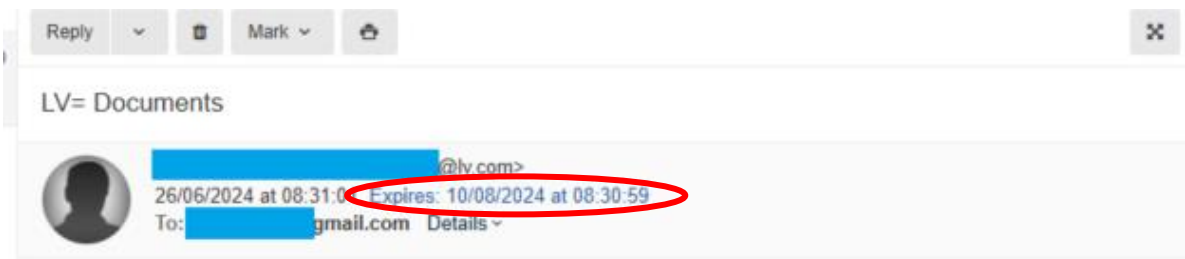 Reply Mark
LV= Documents
@lv.com>
26/06/2024 at 08:31:0 Expires: 10/08/2024 at 08:30:59
To: gmail.com Details